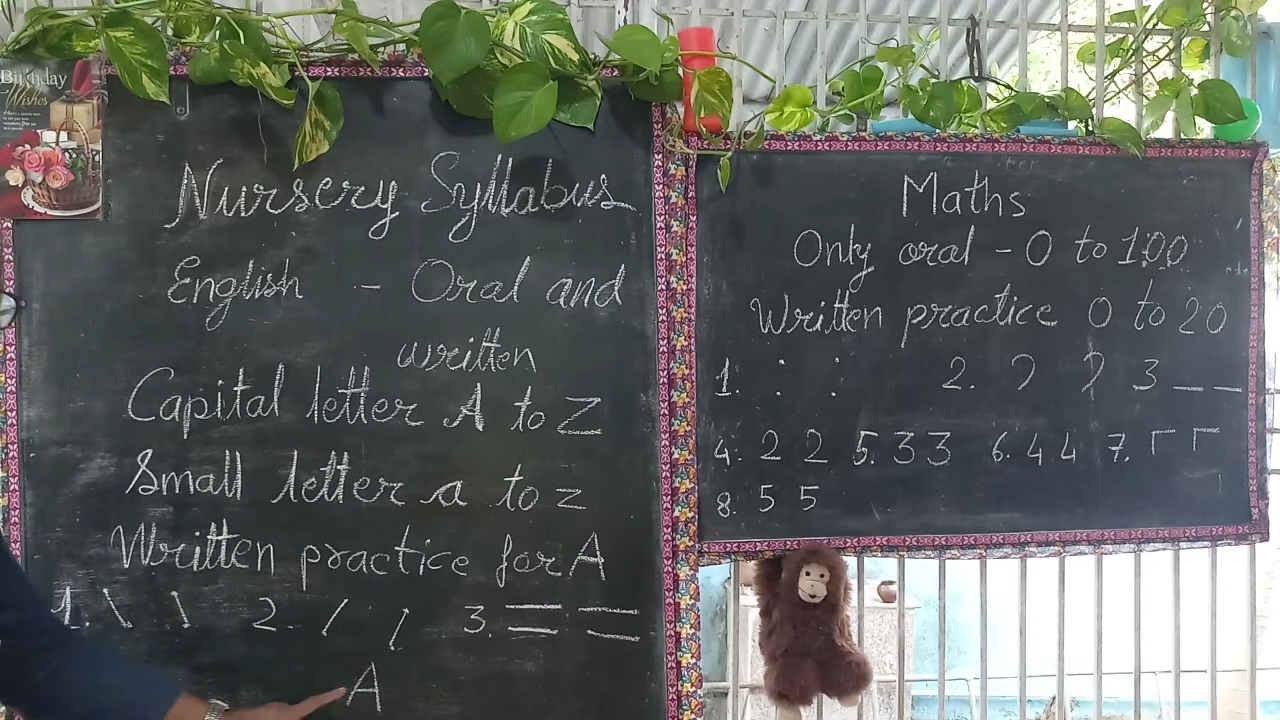 Birthday
Wishes
Nursery Syllabus
English - Oral and
written
Capital letter A to Z
Small letter a to z
Written practice for A
1. \ \ 2. / / 3. = =
A
Maths
Only oral - 0 to 100
Written practice 0 to 20
1. : : 2. ? ? 3 _ _
4. 2 2 5. 3 3 6. 4 4 7. Γ Γ
8. 5 5